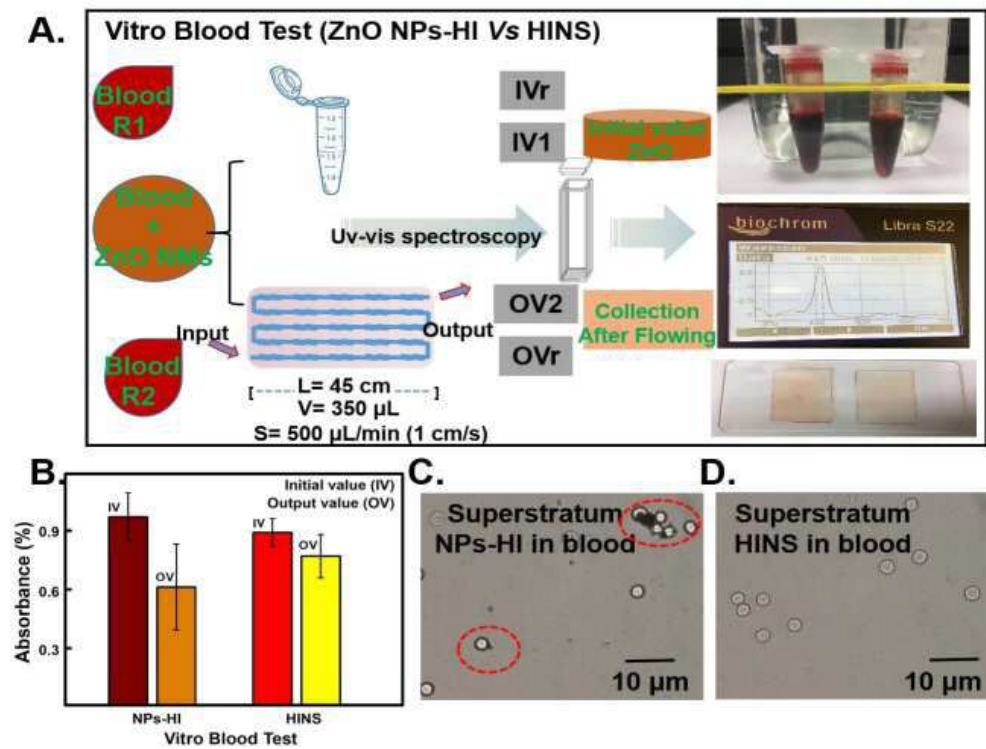 A.
Vitro Blood Test (ZnO NPs-HI Vs HINS)
Blood
R1
Blood
+
ZnO NMs
Blood
R2
Input
Output
L= 45 cm
V= 350 µL
S= 500 µL/min (1 cm/s)
Uv-vis spectroscopy
IVr
IV1
Initial value
ZnO
OV2
OVr
Collection
After Flowing
biochrom
Libra S22
B
Initial value (IV)
Output value (OV)
Absorbance (%)
0.9
0.6
0.3
IV
OV
IV
OV
NPs-HI
HINS
Vitro Blood Test
C.
Superstratum
NPs-HI in blood
10 µm
D.
Superstratum
HINS in blood
10 µm